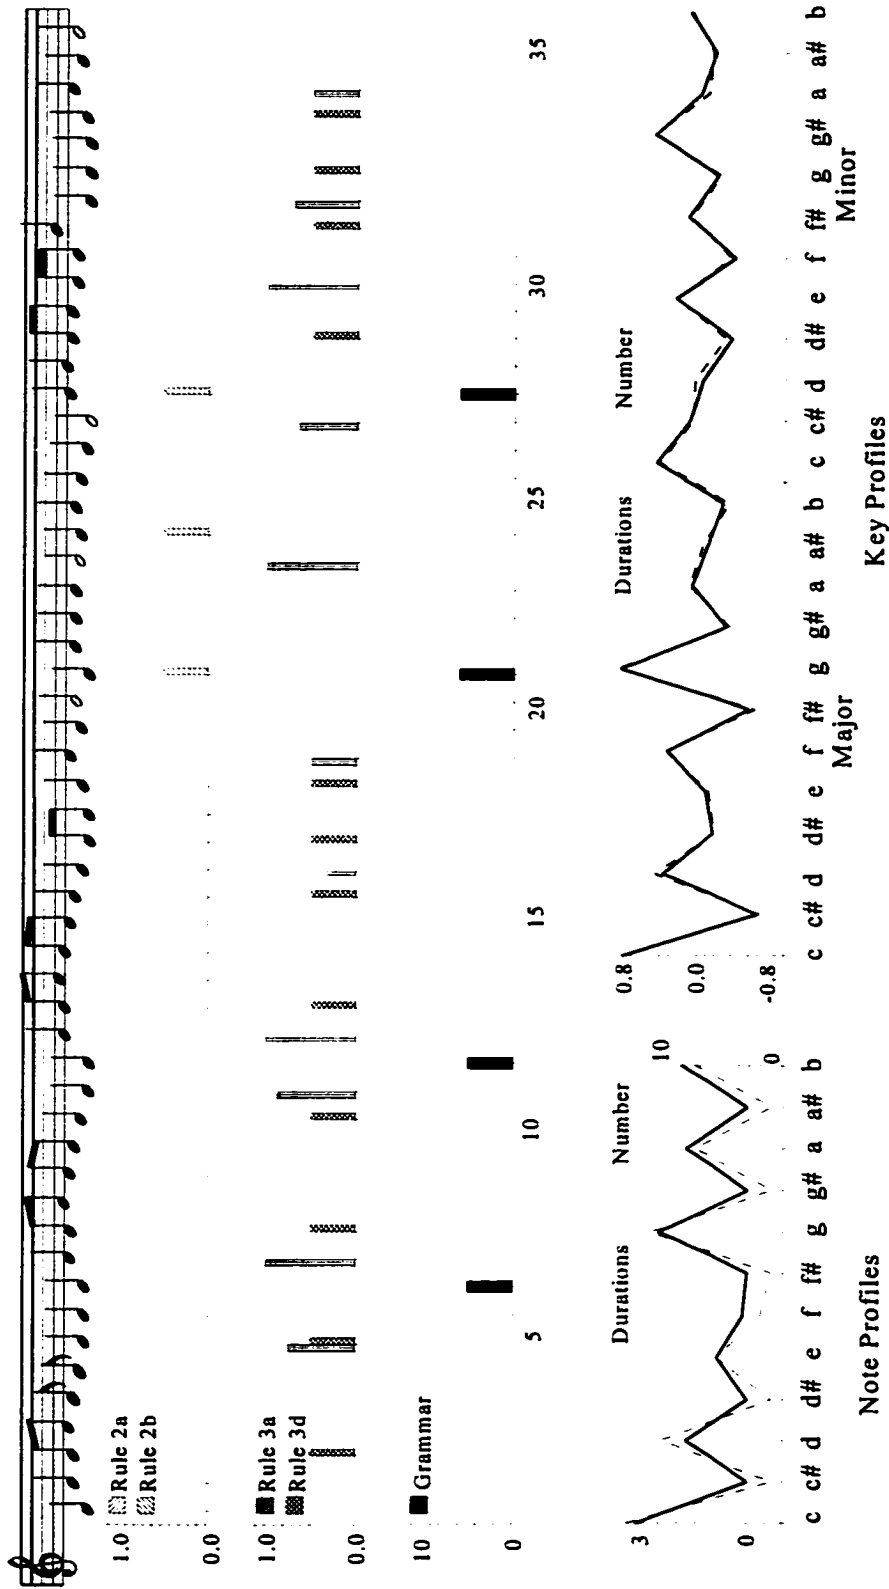 Rule 2a
Rule 2b
1.0
0.0
Rule 3a
Rule 3d
1.0
0.0
Grammar
10
0
5 10 15 20 25 30 35
Durations Number
3
0
10
0
c c# d d# e f f# g g# a a# b
Note Profiles
Durations Number
0.8
0.0
-0.8
c c# d d# e f f# g g# a a# b c c# d d# e f f# g g# a a# b
Major Minor
Key Profiles